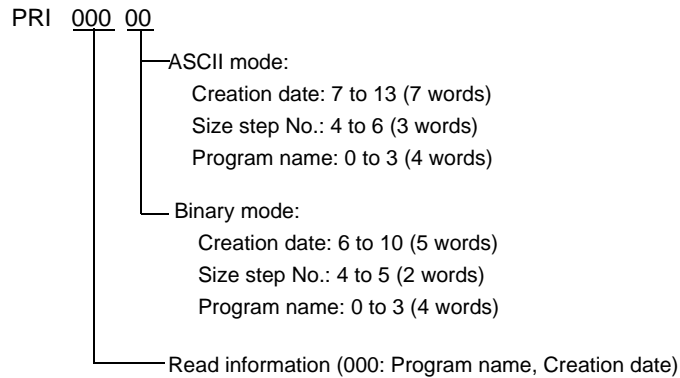 PRI 000 00
ASCII mode:
Creation date: 7 to 13 (7 words)
Size step No.: 4 to 6 (3 words)
Program name: 0 to 3 (4 words)
Binary mode:
Creation date: 6 to 10 (5 words)
Size step No.: 4 to 5 (2 words)
Program name: 0 to 3 (4 words)
Read information (000: Program name, Creation date)